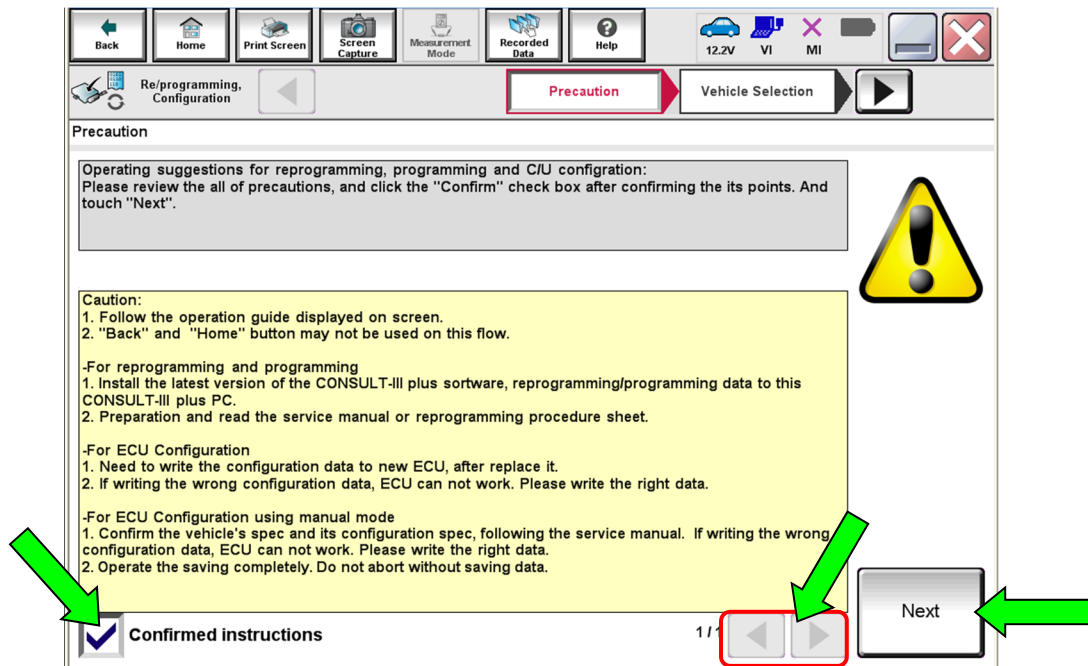 Back
Home
Print Screen
Screen
Capture
Measurement
Mode
Recorded
Data
Help
12.2V
VI
MI
Re/programming,
Configuration
Precaution
Vehicle Selection
Precaution
Operating suggestions for reprogramming, programming and C/U configration:
Please review the all of precautions, and click the "Confirm" check box after confirming the its points. And
touch "Next".
Caution:
1. Follow the operation guide displayed on screen.
2. "Back" and "Home" button may not be used on this flow.
-For reprogramming and programming
1. Install the latest version of the CONSULT-III plus sortware, reprogramming/programming data to this
CONSULT-III plus PC.
2. Preparation and read the service manual or reprogramming procedure sheet.
-For ECU Configuration
1. Need to write the configuration data to new ECU, after replace it.
2. If writing the wrong configuration data, ECU can not work. Please write the right data.
-For ECU Configuration using manual mode
1. Confirm the vehicle's spec and its configuration spec, following the service manual. If writing the wrong
configuration data, ECU can not work. Please write the right data.
2. Operate the saving completely. Do not abort without saving data.
Confirmed instructions
1/1
Next